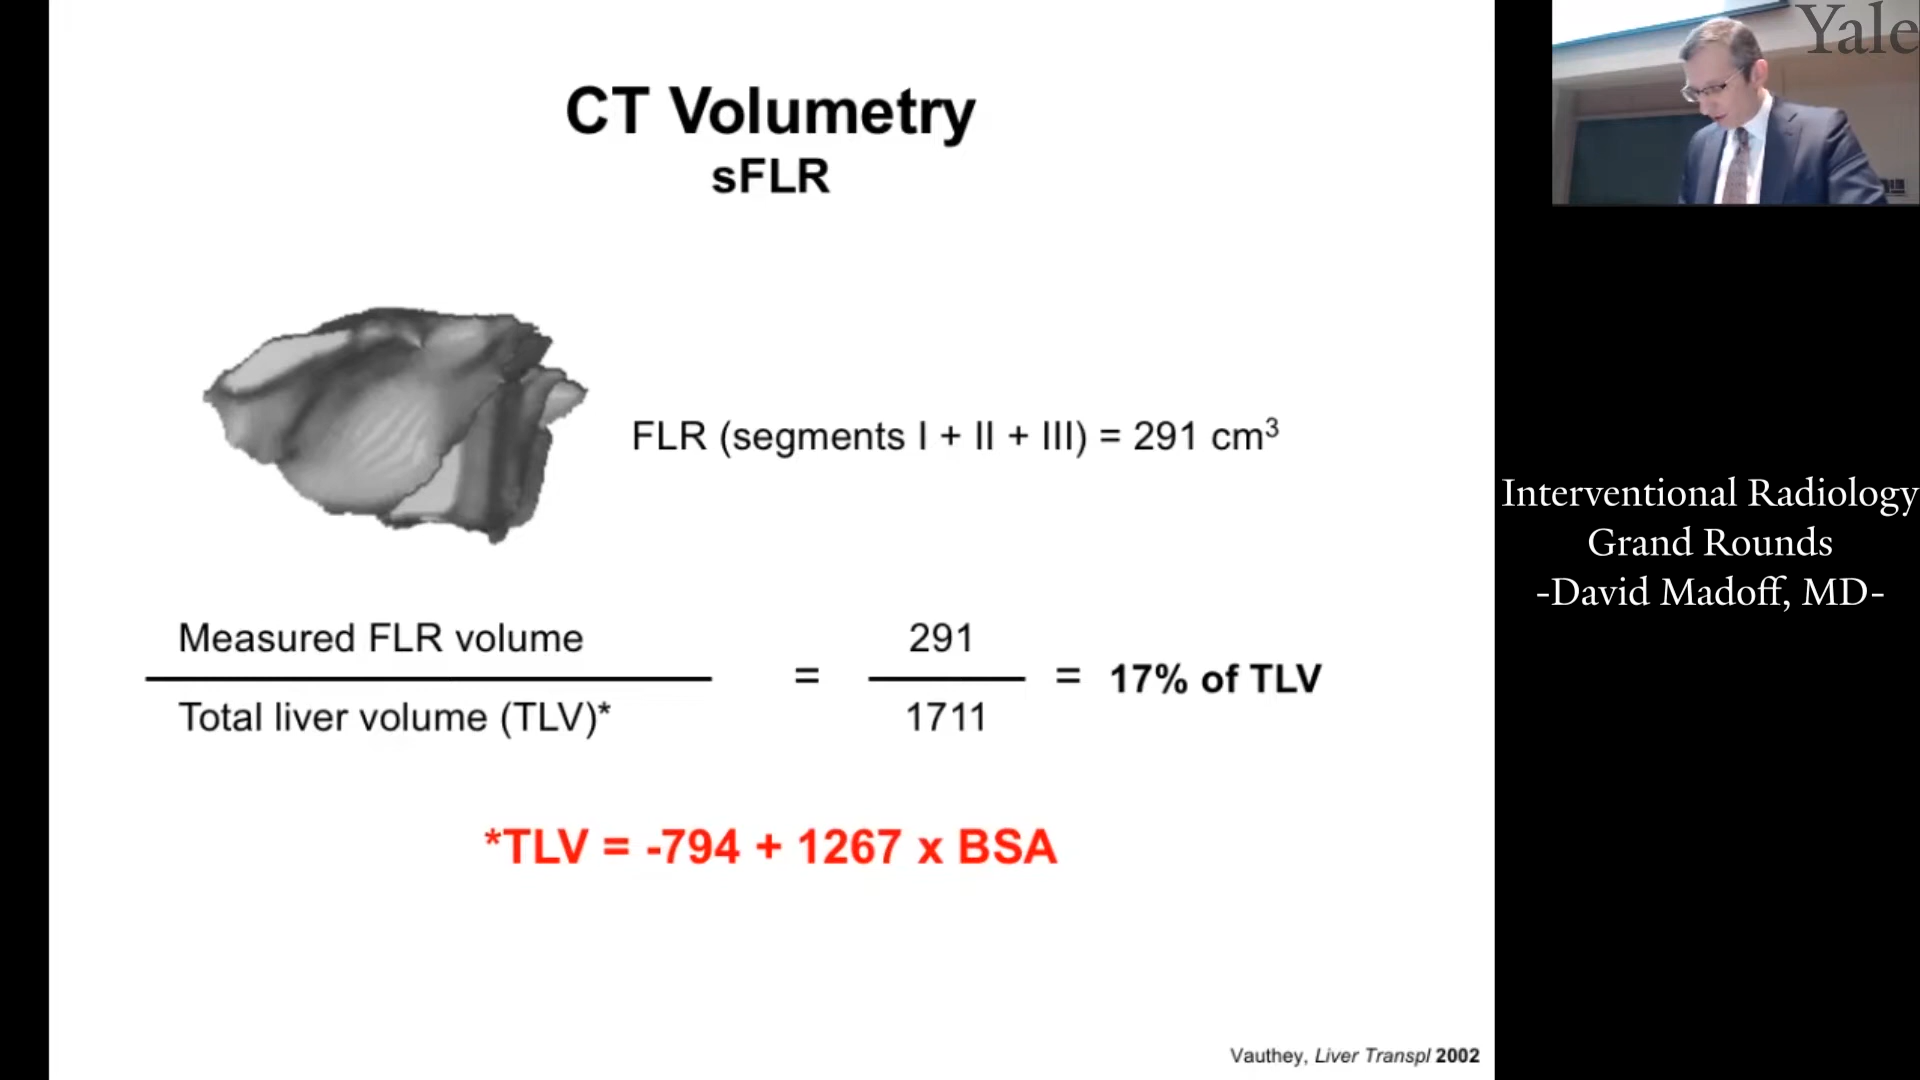 CT Volumetry
sFLR
FLR (segments I + II + III) = 291 cm³
Measured FLR volume
Total liver volume (TLV)*
=
291
1711
= 17% of TLV
*TLV = -794 + 1267 x BSA
Vauthey, Liver Transpl 2002
Yale
Interventional Radiology
Grand Rounds
-David Madoff, MD-